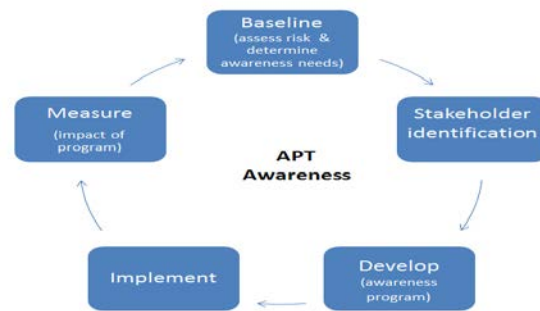 Baseline
(assess risk &
determine
awareness needs)
Stakeholder
identification
Develop
(awareness
program)
Implement
Measure
(impact of
program)
APT
Awareness